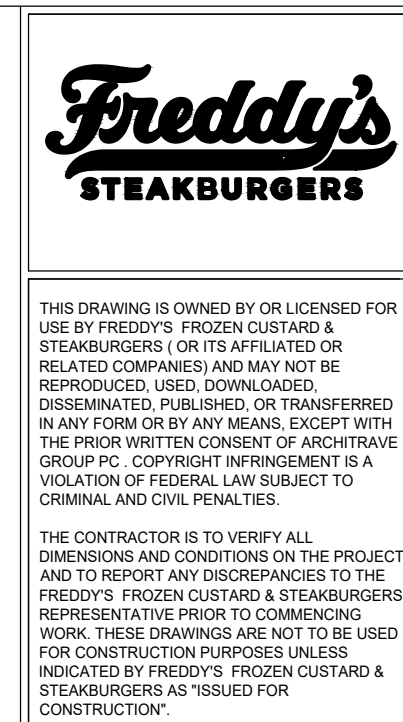 Freddy's
STEAKBURGERS
THIS DRAWING IS OWNED BY OR LICENSED FOR
USE BY FREDDY'S FROZEN CUSTARD &
STEAKBURGERS ( OR ITS AFFILIATED OR
RELATED COMPANIES) AND MAY NOT BE
REPRODUCED, USED, DOWNLOADED,
DISSEMINATED, PUBLISHED, OR TRANSFERRED
IN ANY FORM OR BY ANY MEANS, EXCEPT WITH
THE PRIOR WRITTEN CONSENT OF ARCHITRAVE
GROUP PC . COPYRIGHT INFRINGEMENT IS A
VIOLATION OF FEDERAL LAW SUBJECT TO
CRIMINAL AND CIVIL PENALTIES.
THE CONTRACTOR IS TO VERIFY ALL
DIMENSIONS AND CONDITIONS ON THE PROJECT
AND TO REPORT ANY DISCREPANCIES TO THE
FREDDY'S FROZEN CUSTARD & STEAKBURGERS
REPRESENTATIVE PRIOR TO COMMENCING
WORK. THESE DRAWINGS ARE NOT TO BE USED
FOR CONSTRUCTION PURPOSES UNLESS
INDICATED BY FREDDY'S FROZEN CUSTARD &
STEAKBURGERS AS "ISSUED FOR
CONSTRUCTION".